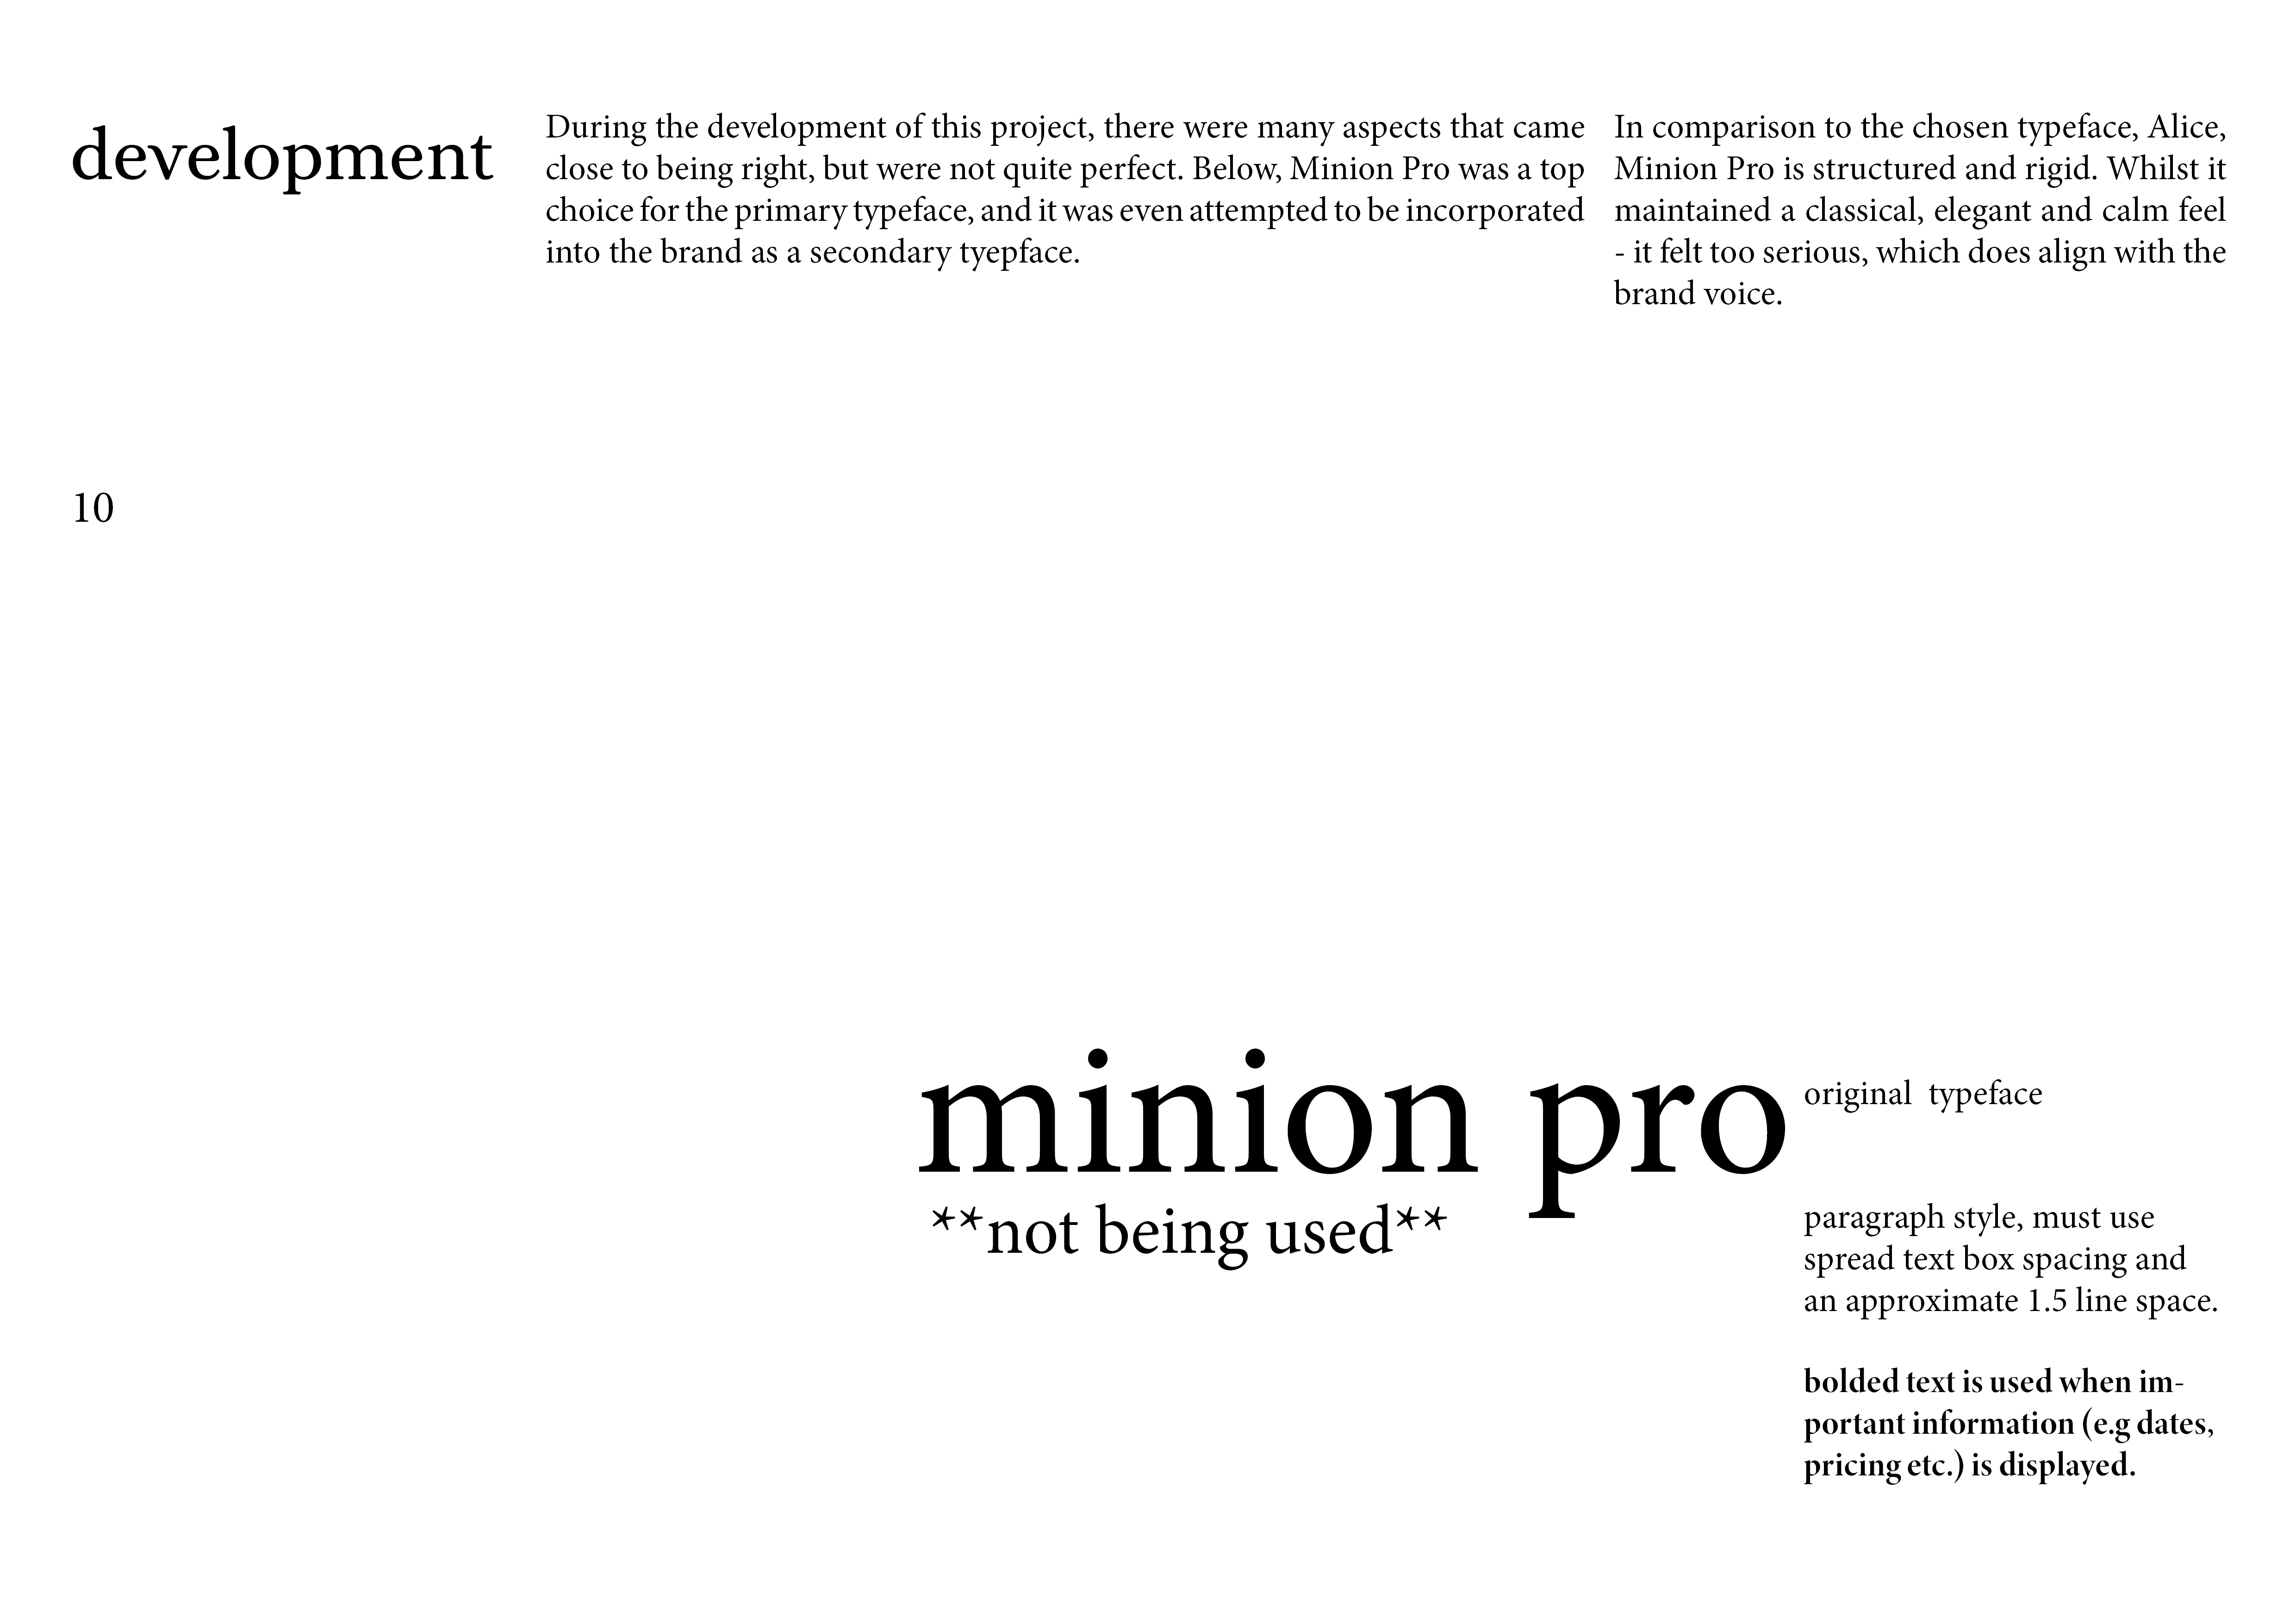 development
During the development of this project, there were many aspects that came
close to being right, but were not quite perfect. Below, Minion Pro was a top
choice for the primary typeface, and it was even attempted to be incorporated
into the brand as a secondary tyepface.
In comparison to the chosen typeface, Alice,
Minion Pro is structured and rigid. Whilst it
maintained a classical, elegant and calm feel
- it felt too serious, which does align with the
brand voice.
10
minion pro
**not being used**
original  typeface
paragraph style, must use
spread text box spacing and
an approximate 1.5 line space.
bolded text is used when im-
portant information (e.g dates,
pricing etc.) is displayed.